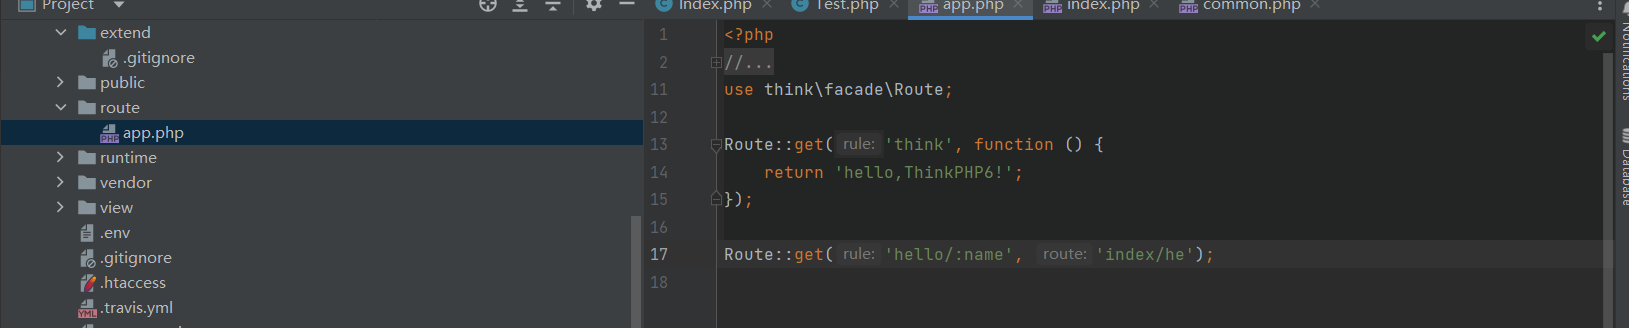 Project
Index.php
Test.php
app.php
index.php
common.php
extend
.gitignore
public
route
app.php
runtime
vendor
view
.env
.gitignore
.htaccess
.travis.yml
1 <?php
2 //...
11 use think\facade\Route;
12
13 Route::get( rule: 'think', function () {
14 return 'hello,ThinkPHP6!';
15 });
16
17 Route::get( rule: 'hello/:name', route: 'index/he');
18
Notifications
Database